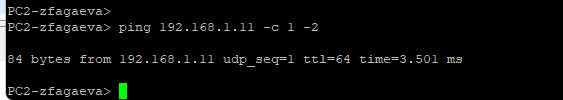 PC2-zfagaeva>
PC2-zfagaeva> ping 192.168.1.11 -c 1 -2
84 bytes from 192.168.1.11 udp_seq=1 ttl=64 time=3.501 ms
PC2-zfagaeva>